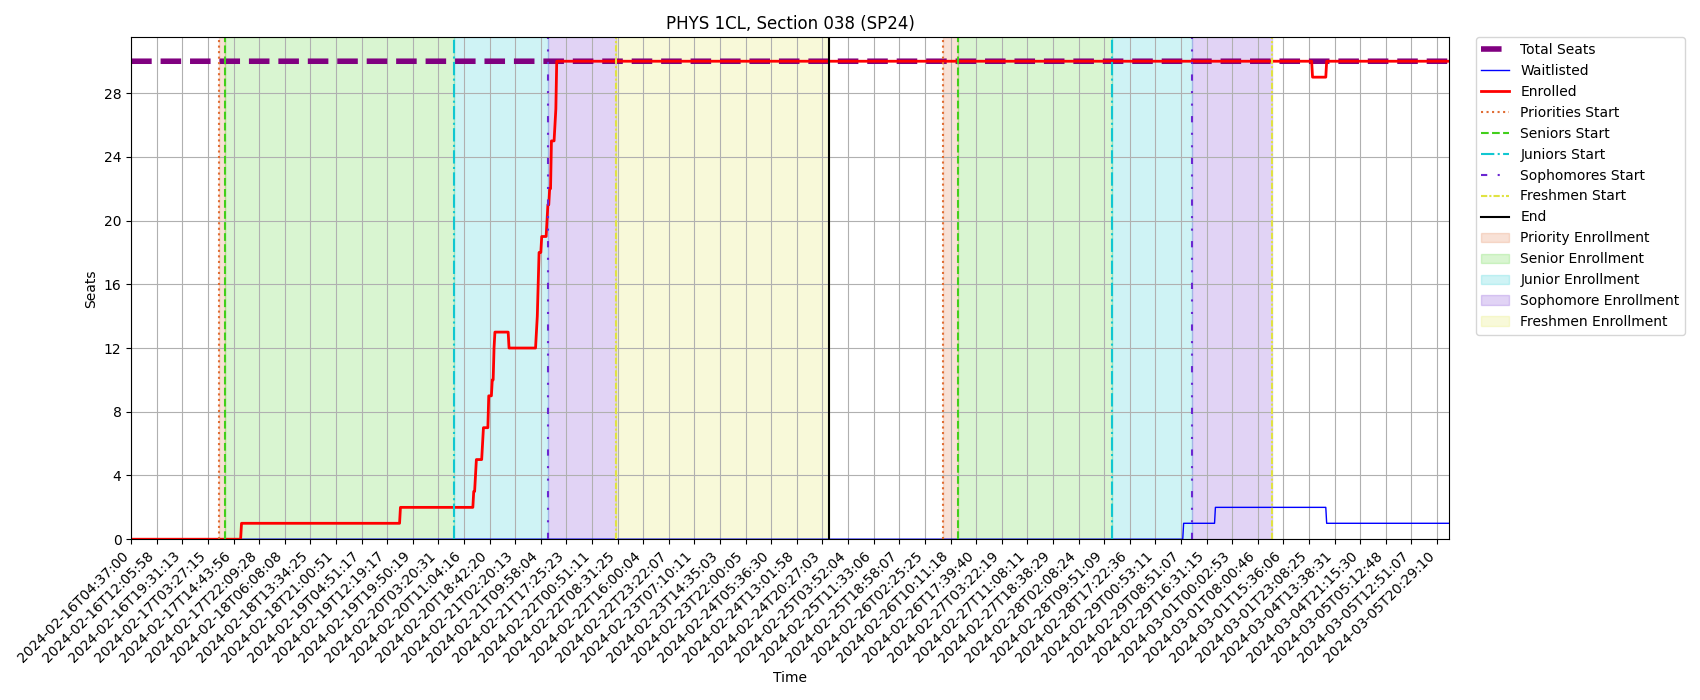 PHYS 1CL, Section 038 (SP24)
Seats
28
24
20
16
12
8
4
0
2024-02-16T04:37:00
2024-02-16T12:05:58
2024-02-16T19:31:13
2024-02-17T03:27:15
2024-02-17T14:43:56
2024-02-17T22:09:28
2024-02-18T06:08:08
2024-02-18T13:34:25
2024-02-18T21:00:51
2024-02-19T04:51:17
2024-02-19T12:19:17
2024-02-19T19:50:19
2024-02-20T03:20:31
2024-02-20T11:04:16
2024-02-20T18:42:20
2024-02-21T02:20:13
2024-02-21T09:58:04
2024-02-21T17:25:23
2024-02-22T00:51:11
2024-02-22T08:31:25
2024-02-22T16:00:04
2024-02-22T23:22:07
2024-02-23T07:10:11
2024-02-23T14:35:03
2024-02-23T22:00:05
2024-02-24T05:36:30
2024-02-24T13:01:58
2024-02-24T20:27:03
2024-02-25T03:52:04
2024-02-25T11:33:06
2024-02-25T18:58:07
2024-02-26T02:25:25
2024-02-26T10:11:18
2024-02-26T17:39:40
2024-02-27T03:22:19
2024-02-27T11:08:11
2024-02-27T18:38:29
2024-02-28T02:08:24
2024-02-28T09:51:09
2024-02-28T17:22:36
2024-02-29T00:53:11
2024-02-29T08:51:07
2024-02-29T16:31:15
2024-03-01T00:02:53
2024-03-01T08:00:46
2024-03-01T15:36:06
2024-03-01T23:08:25
2024-03-04T13:38:31
2024-03-04T21:15:30
2024-03-05T05:12:48
2024-03-05T12:51:07
2024-03-05T20:29:10
Time
Total Seats
Waitlisted
Enrolled
Priorities Start
Seniors Start
Juniors Start
Sophomores Start
Freshmen Start
End
Priority Enrollment
Senior Enrollment
Junior Enrollment
Sophomore Enrollment
Freshmen Enrollment